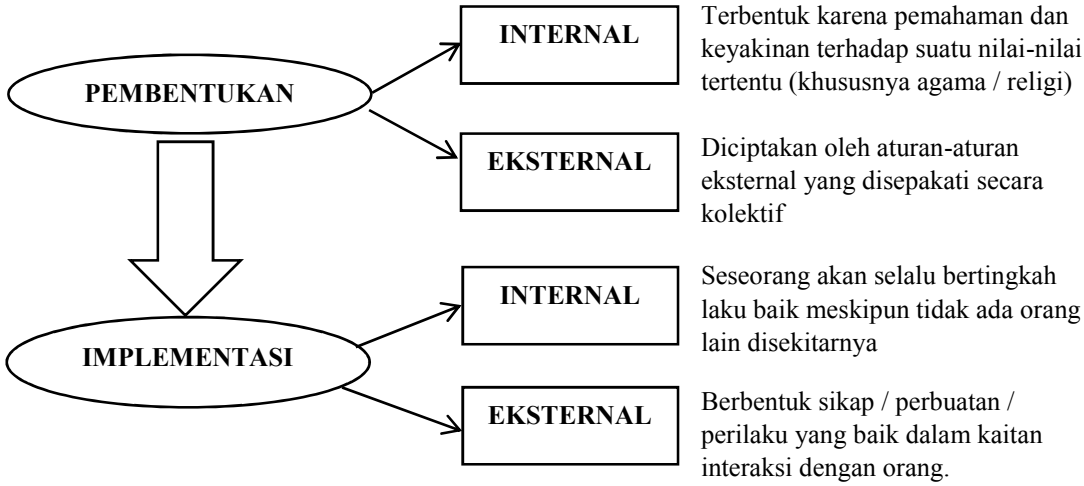 PEMBENTUKAN
INTERNAL
Terbentuk karena pemahaman dan
keyakinan terhadap suatu nilai-nilai
tertentu (khususnya agama / religi)
EKSTERNAL
Diciptakan oleh aturan-aturan
eksternal yang disepakati secara
kolektif
IMPLEMENTASI
INTERNAL
Seseorang akan selalu bertingkah
laku baik meskipun tidak ada orang
lain disekitarnya
EKSTERNAL
Berbentuk sikap / perbuatan /
perilaku yang baik dalam kaitan
interaksi dengan orang.